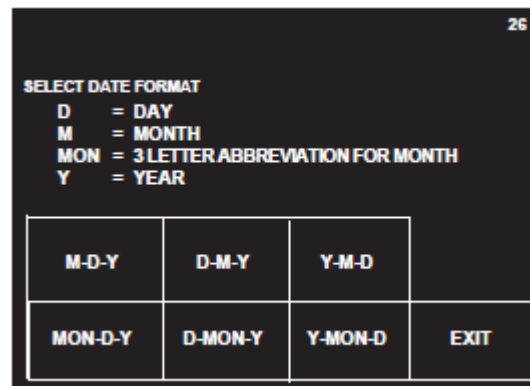 26
SELECT DATE FORMAT
D = DAY
M = MONTH
MON = 3 LETTER ABBREVIATION FOR MONTH
Y = YEAR
M-D-Y D-M-Y Y-M-D
MON-D-Y D-MON-Y Y-MON-D EXIT